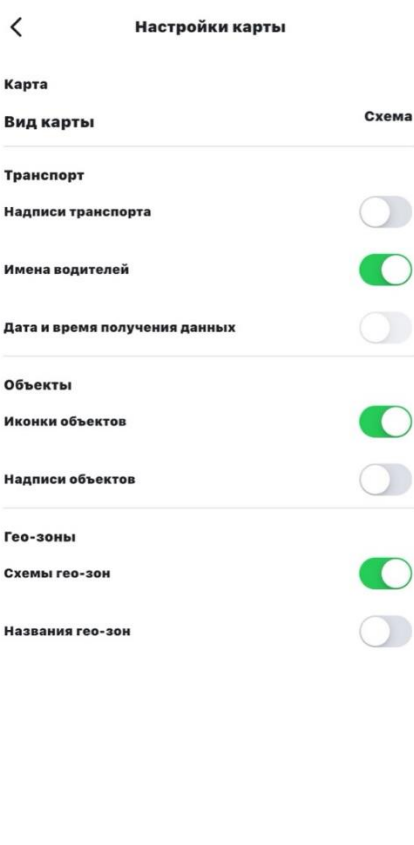 Настройки карты
Карта
Вид карты
Схема
Транспорт
Надписи транспорта
Имена водителей
Дата и время получения данных
Объекты
Иконки объектов
Надписи объектов
Гео-зоны
Схемы гео-зон
Названия гео-зон